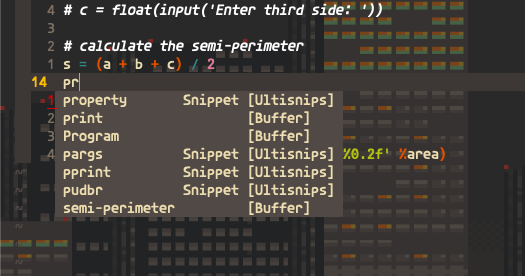 4 # c = float(input('Enter third side: '))
3
2 # calculate the semi-perimeter
1 s = (a + b + c) / 2
14 pr
1 property Snippet [Ultisnips]
2 print [Buffer]
3 Program [Buffer]
4 pargs Snippet [Ultisnips] %0.2f' %area)
pprint Snippet [Ultisnips]
pudbr Snippet [Ultisnips]
semi-perimeter [Buffer]